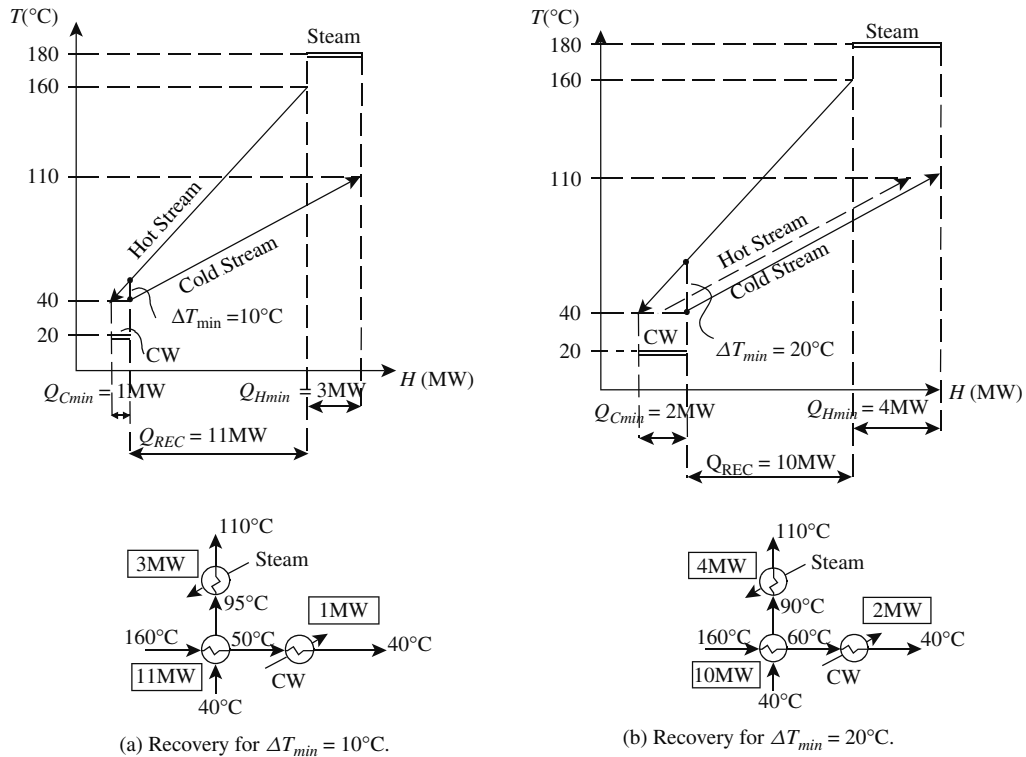 T(°C)
Steam
180
160
110
Hot Stream
Cold Stream
40
ΔTmin =10°C
20
CW
H (MW)
QCmin = 1MW
QHmin = 3MW
QREC = 11MW
110°C
3MW
Steam
95°C
1MW
160°C
50°C
40°C
11MW
CW
40°C
(a) Recovery for ΔTmin = 10°C.
T(°C)
Steam
180
160
110
Hot Stream
Cold Stream
40
CW
ΔTmin = 20°C
20
H (MW)
QCmin = 2MW
QHmin = 4MW
QREC = 10MW
110°C
4MW
Steam
90°C
2MW
160°C
60°C
40°C
10MW
CW
40°C
(b) Recovery for ΔTmin = 20°C.